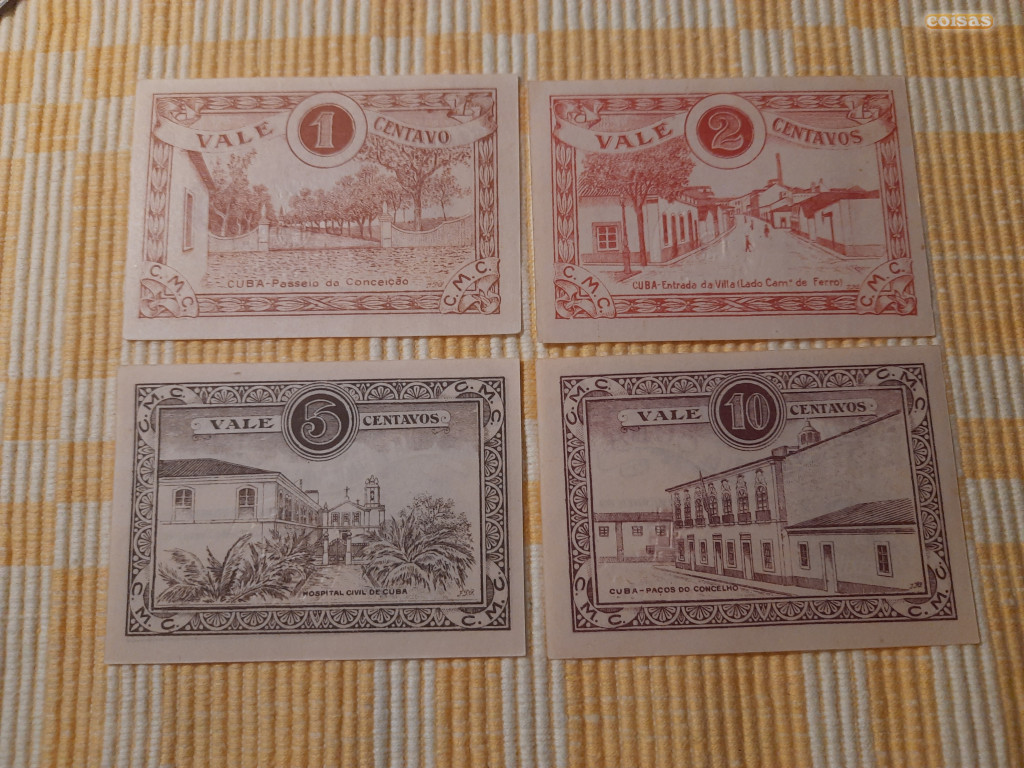 coisas
VALE 1 CENTAVO
CUBA - Passeio da Conceição
C.M.C.
C.M.C.
VALE 2 CENTAVOS
CUBA - Entrada da Villa (Lado Camº de Ferro)
C.M.C.
C.M.C.
C.M.C.
C.M.C.
VALE 5 CENTAVOS
HOSPITAL CIVIL DE CUBA
C.M.C.
C.M.C.
C.M.C.
C.M.C.
VALE 10 CENTAVOS
CUBA - PAÇOS DO CONCELHO
C.M.C.
C.M.C.